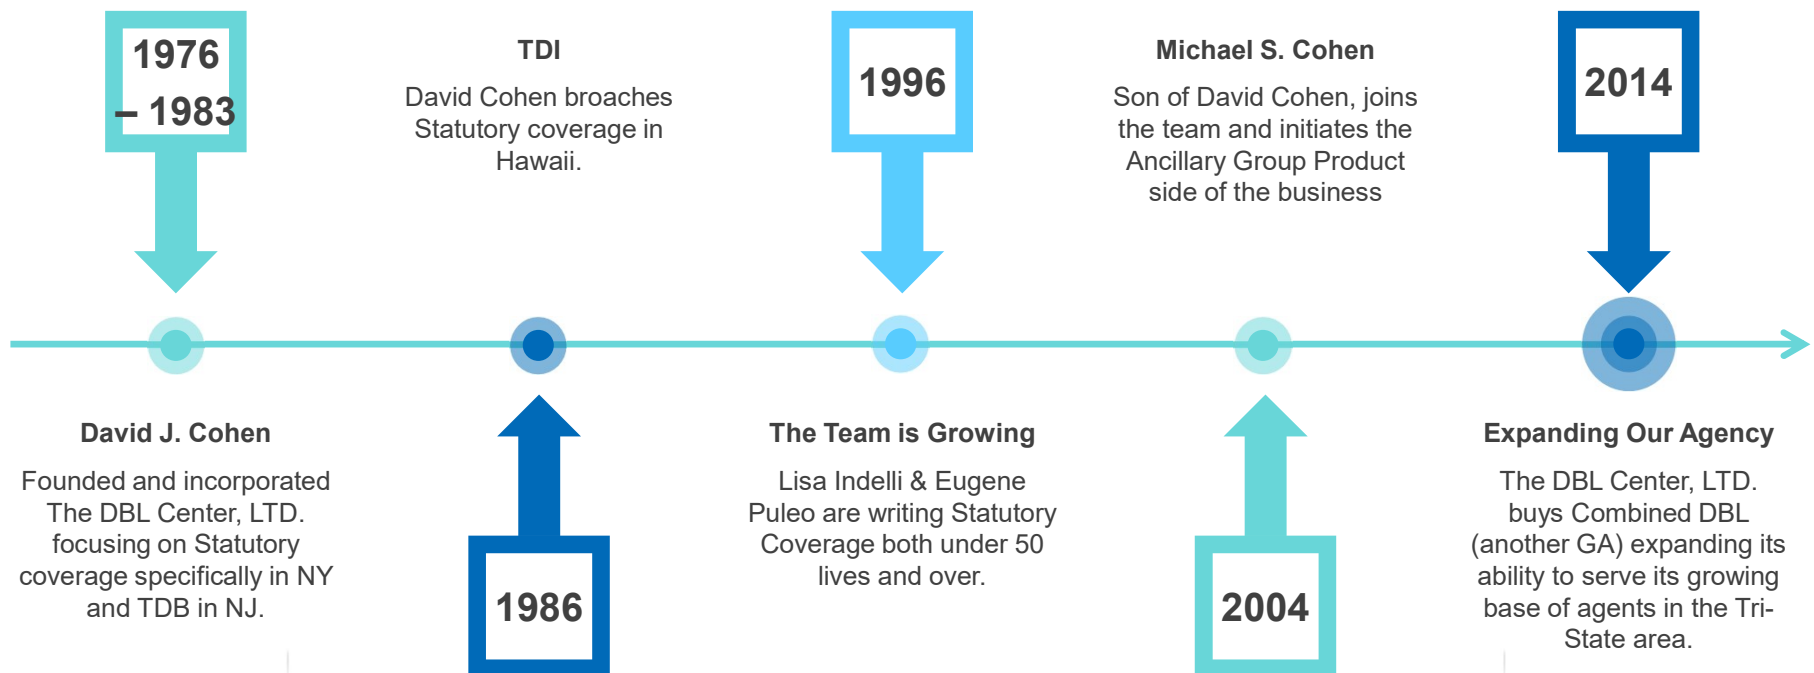 1976
– 1983
David J. Cohen
Founded and incorporated
The DBL Center, LTD.
focusing on Statutory
coverage specifically in NY
and TDB in NJ.
TDI
David Cohen broaches
Statutory coverage in
Hawaii.
1986
1996
The Team is Growing
Lisa Indelli & Eugene
Puleo are writing Statutory
Coverage both under 50
lives and over.
Michael S. Cohen
Son of David Cohen, joins
the team and initiates the
Ancillary Group Product
side of the business
2004
2014
Expanding Our Agency
The DBL Center, LTD.
buys Combined DBL
(another GA) expanding its
ability to serve its growing
base of agents in the Tri-
State area.